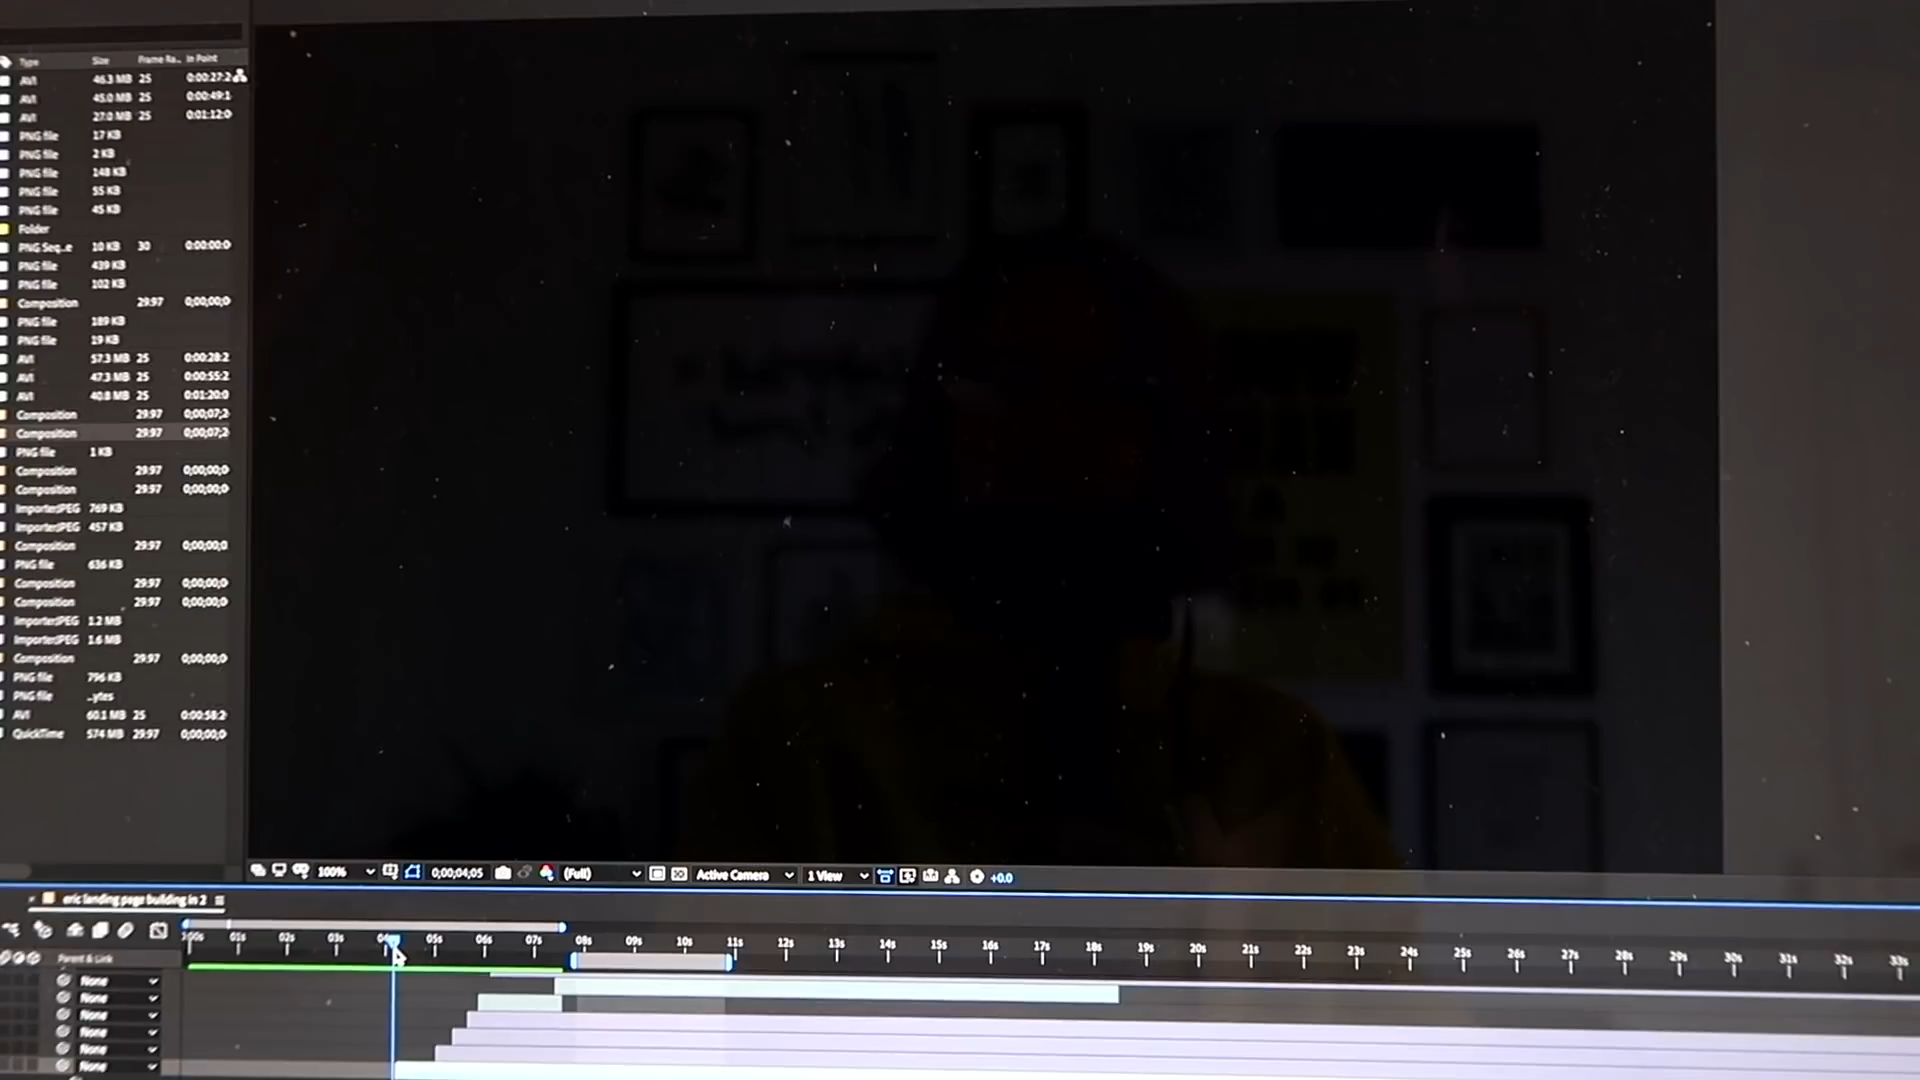 Type Size Frame Ra... In Point
AVI 46.3 MB 25 0:00:27:2
AVI 45.0 MB 25 0:00:49:1
AVI 27.0 MB 25 0:01:12:0
PNG file 17 KB
PNG file 2 KB
PNG file 148 KB
PNG file 55 KB
PNG file 45 KB
Folder
PNG Seq...e 10 KB 30 0:00:00:0
PNG file 439 KB
PNG file 102 KB
Composition 29.97 0;00;00;0
PNG file 189 KB
PNG file 19 KB
AVI 57.3 MB 25 0:00:28:2
AVI 47.3 MB 25 0:00:55:2
AVI 40.8 MB 25 0:01:20:0
Composition 29.97 0;00;07;2
Composition 29.97 0;00;07;2
PNG file 1 KB
Composition 29.97 0;00;00;0
Composition 29.97 0;00;00;0
ImporterJPEG 769 KB
ImporterJPEG 457 KB
Composition 29.97 0;00;00;0
PNG file 636 KB
Composition 29.97 0;00;00;0
Composition 29.97 0;00;00;0
ImporterJPEG 1.2 MB
ImporterJPEG 1.6 MB
Composition 29.97 0;00;00;0
PNG file 796 KB
PNG file ...ytes
AVI 60.1 MB 25 0:00:58:2
QuickTime 574 MB 29.97 0;00;00;0
100% 0;00;04;05 (Full) Active Camera 1 View +0.0
eric landing page building in 2
:00s 01s 02s 03s 04s 05s 06s 07s 08s 09s 10s 11s 12s 13s 14s 15s 16s 17s 18s 19s 20s 21s 22s 23s 24s 25s 26s 27s 28s 29s 30s 31s 32s 33s
Parent & Link
None
None
None
None
None
None